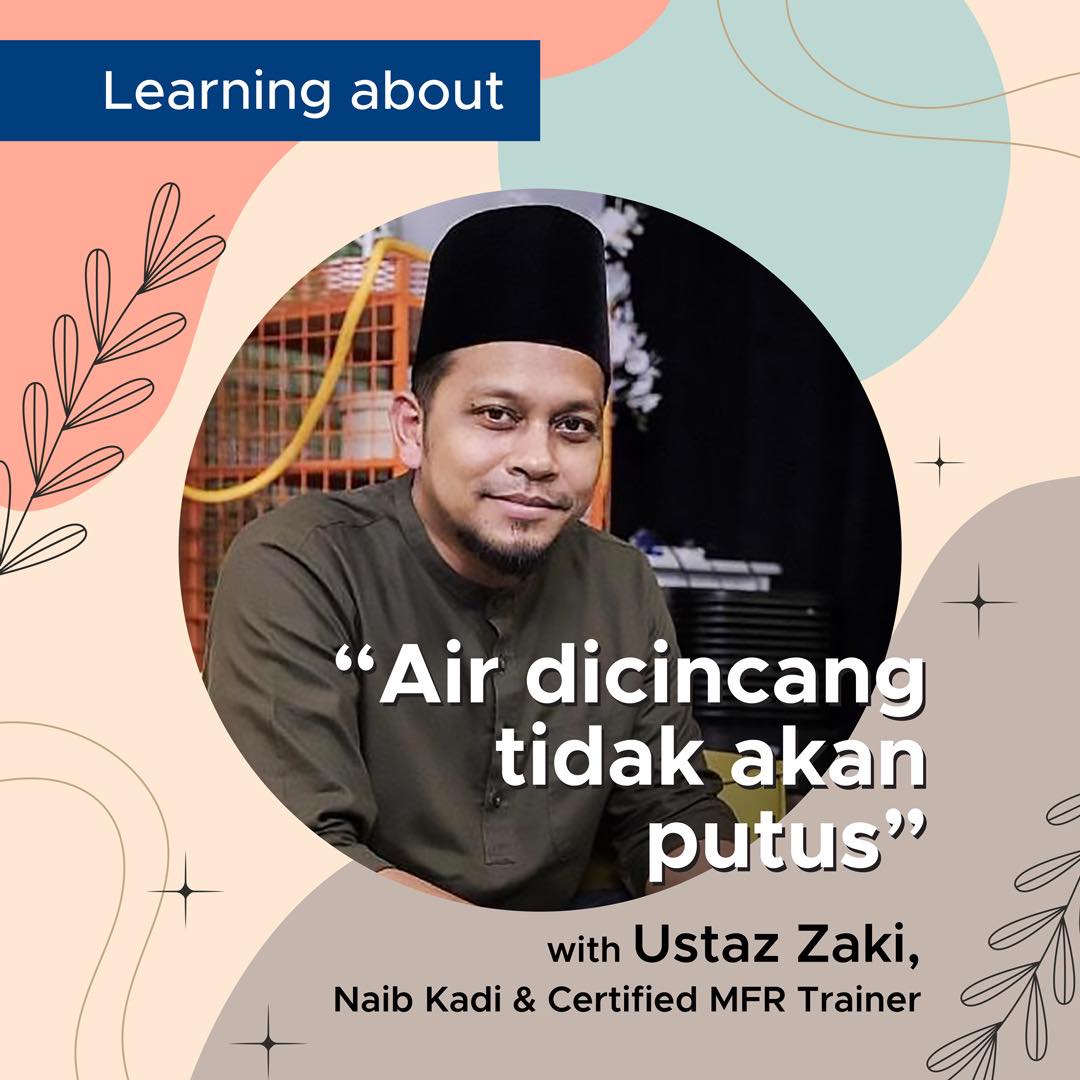 Learning about
“Air dicincang
tidak akan
putus”
with Ustaz Zaki,
Naib Kadi & Certified MFR Trainer